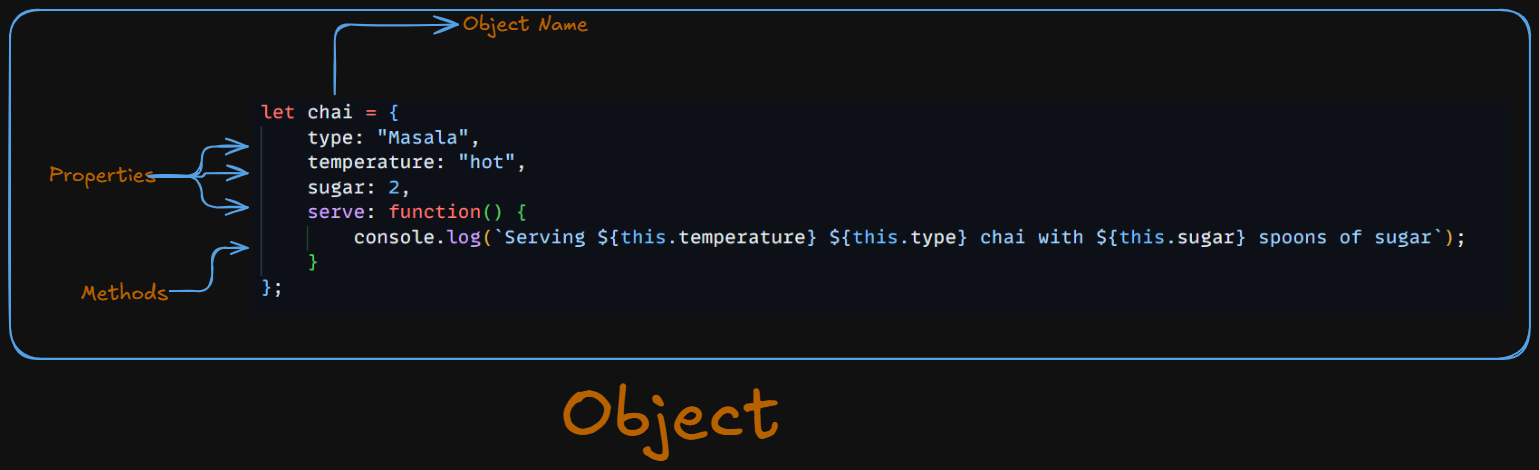 Object Name
let chai = {
type: "Masala",
temperature: "hot",
Properties
sugar: 2,
serve: function() {
console.log(`Serving ${this.temperature} ${this.type} chai with ${this.sugar} spoons of sugar`);
}
};
Methods
Object